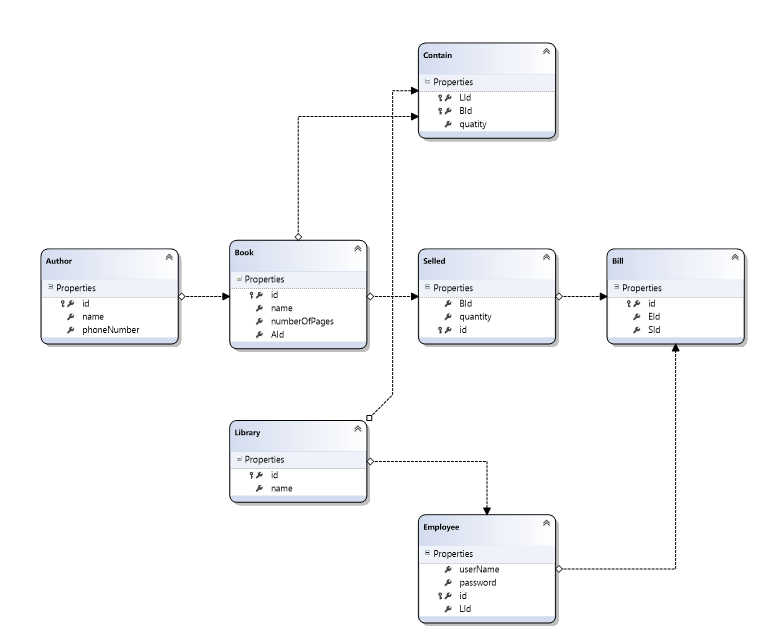 Contain
Properties
LId
BId
quatity
Author
Properties
id
name
phoneNumber
Book
Properties
id
name
numberOfPages
AId
Selled
Properties
BId
quantity
id
Bill
Properties
id
EId
SId
Library
Properties
id
name
Employee
Properties
userName
password
id
LId